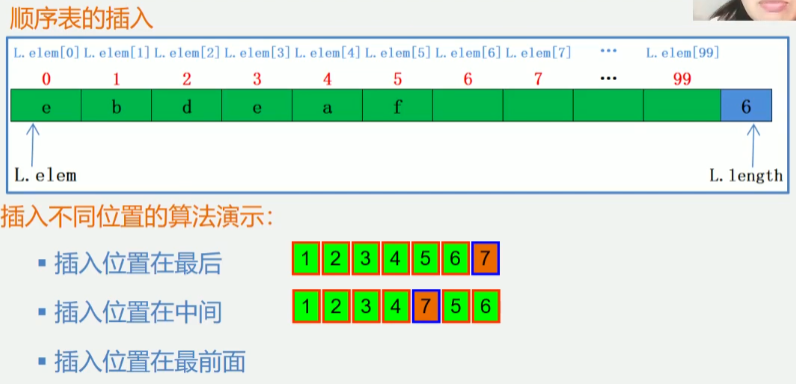 顺序表的插入
L.elem[0] L.elem[1] L.elem[2] L.elem[3] L.elem[4] L.elem[5] L.elem[6] L.elem[7] ··· L.elem[99]
0 1 2 3 4 5 6 7 ··· 99
e b d e a f 6
L.elem L.length
插入不同位置的算法演示：
▪ 插入位置在最后 1 2 3 4 5 6 7
▪ 插入位置在中间 1 2 3 4 7 5 6
▪ 插入位置在最前面